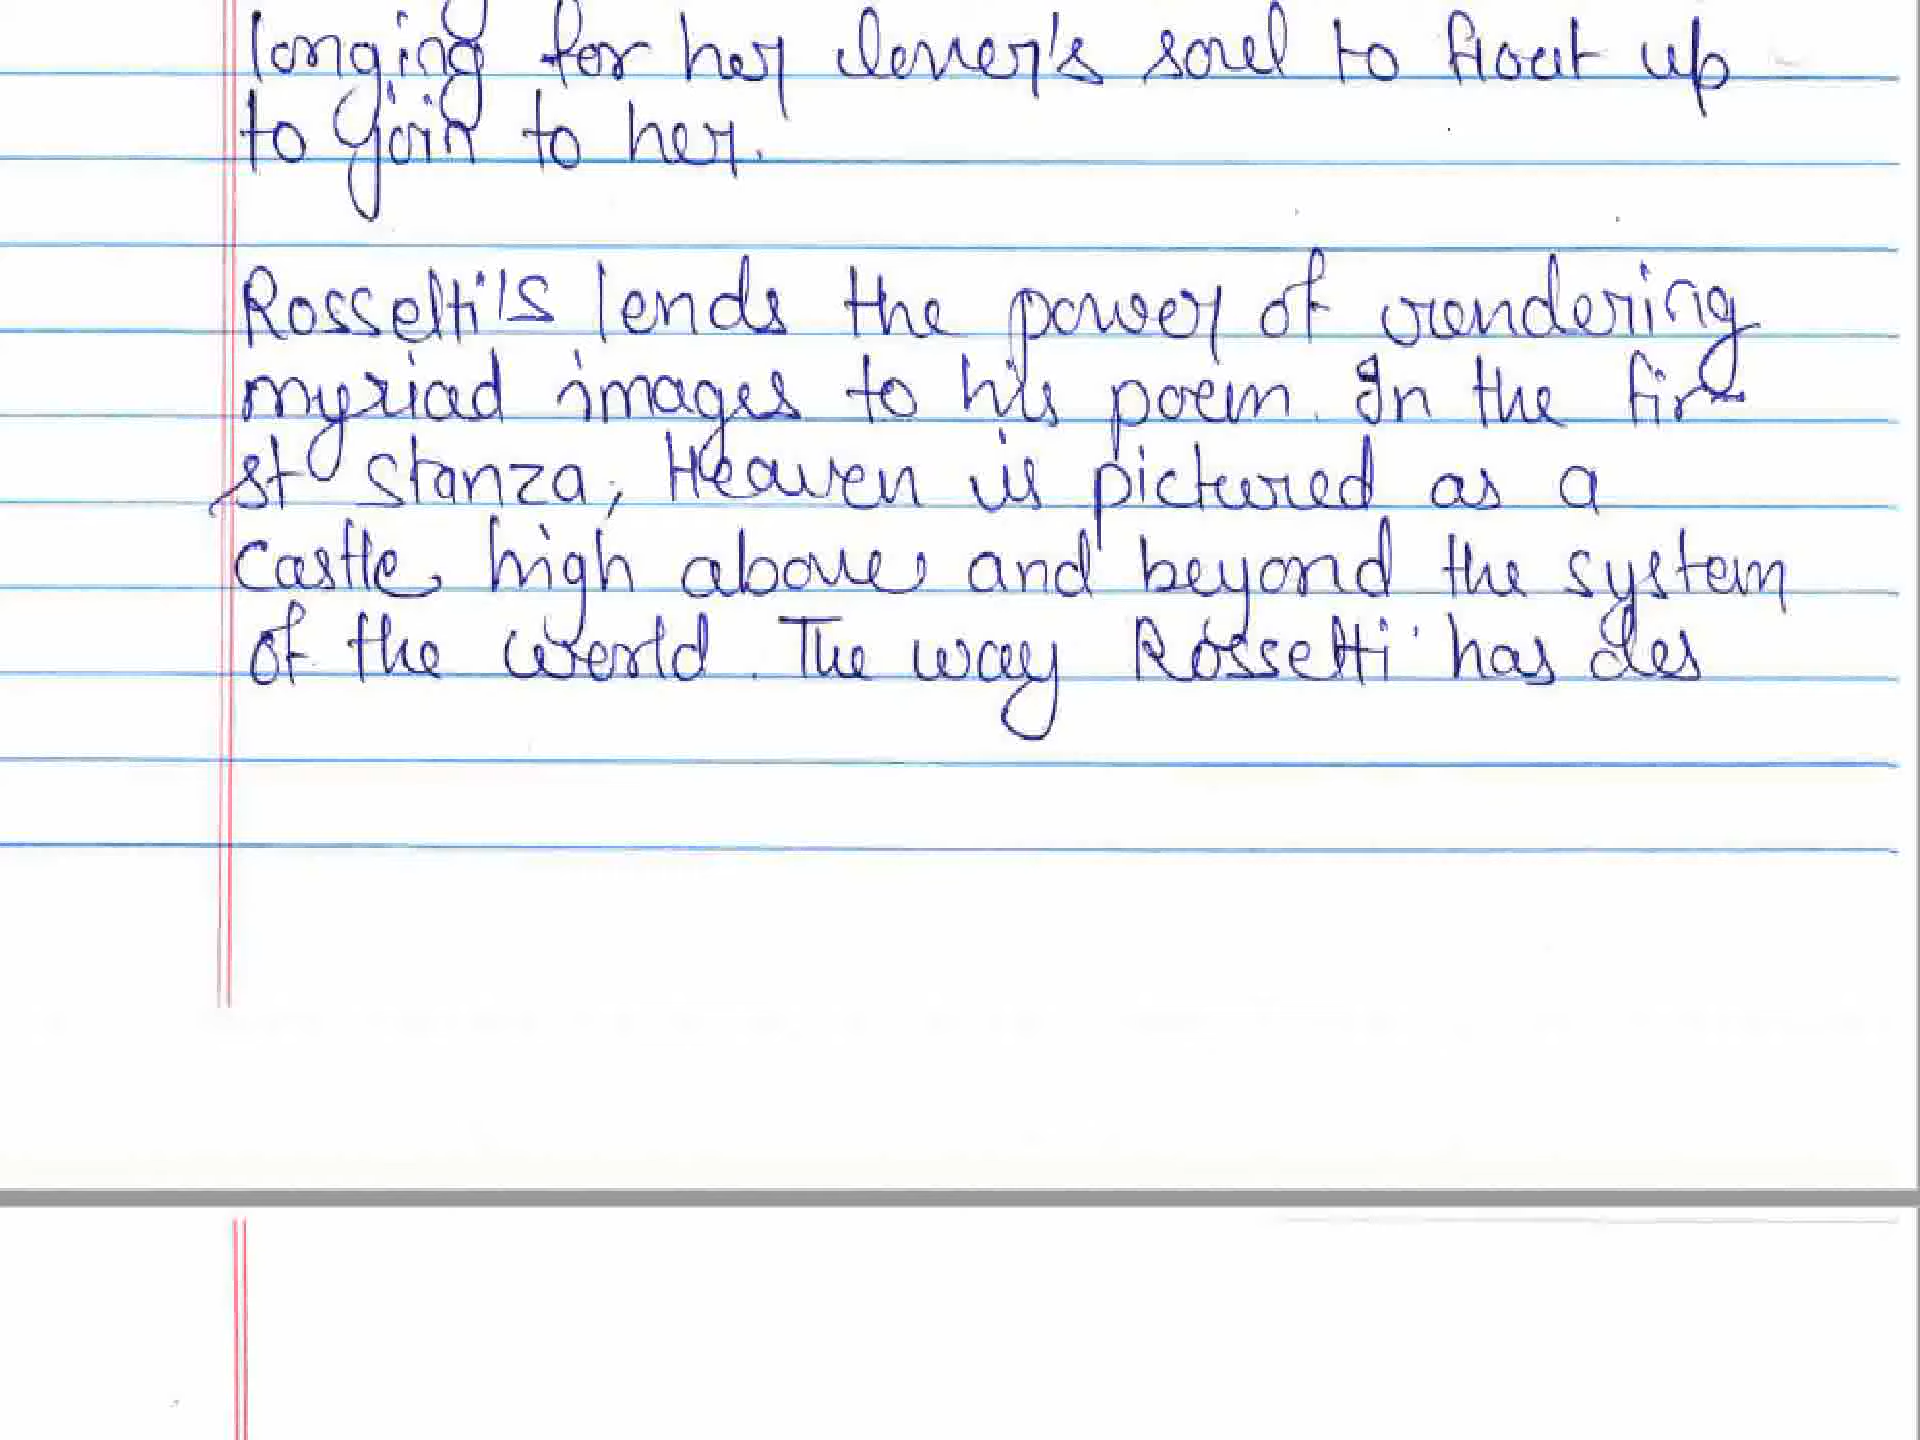 longing for her lover's soul to float up
to join to her.
Rossetti's lends the power of rendering
myriad images to his poem. In the fir
st stanza, Heaven is pictured as a
castle high above and beyond the system
of the world. The way Rossetti has des